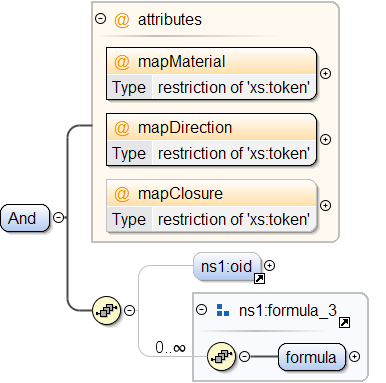 @ attributes
@ mapMaterial
Type restriction of 'xs:token'
@ mapDirection
Type restriction of 'xs:token'
@ mapClosure
Type restriction of 'xs:token'
And
ns1:oid
ns1:formula_3
0..∞
formula